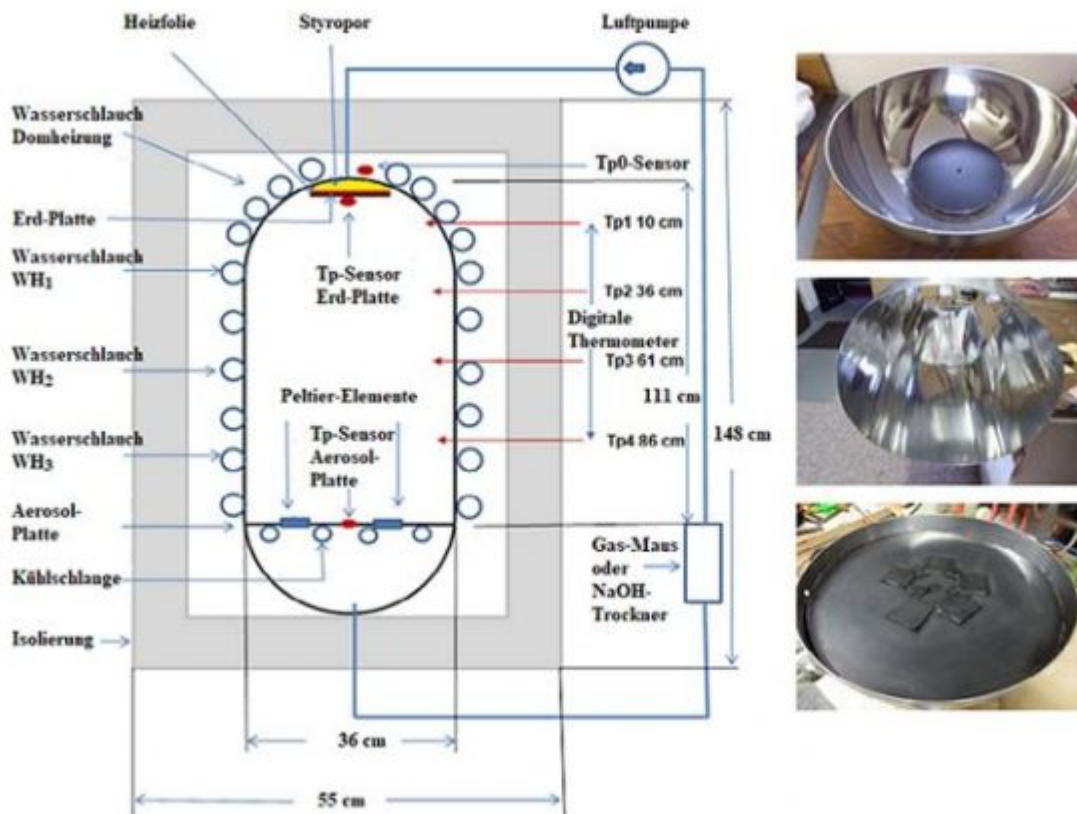 Heizfolie
Styropor
Luftpumpe
Wasserschlauch
Domheizung
Tp0-Sensor
Erd-Platte
Tp1 10 cm
Wasserschlauch
WH1
Tp-Sensor
Erd-Platte
Tp2 36 cm
Digitale
Thermometer
Wasserschlauch
WH2
Tp3 61 cm
Peltier-Elemente
111 cm
Tp-Sensor
Aerosol-
Platte
Wasserschlauch
WH3
Tp4 86 cm
148 cm
Aerosol-
Platte
Gas-Maus
oder
NaOH-
Trockner
Kühlschlange
Isolierung
36 cm
55 cm